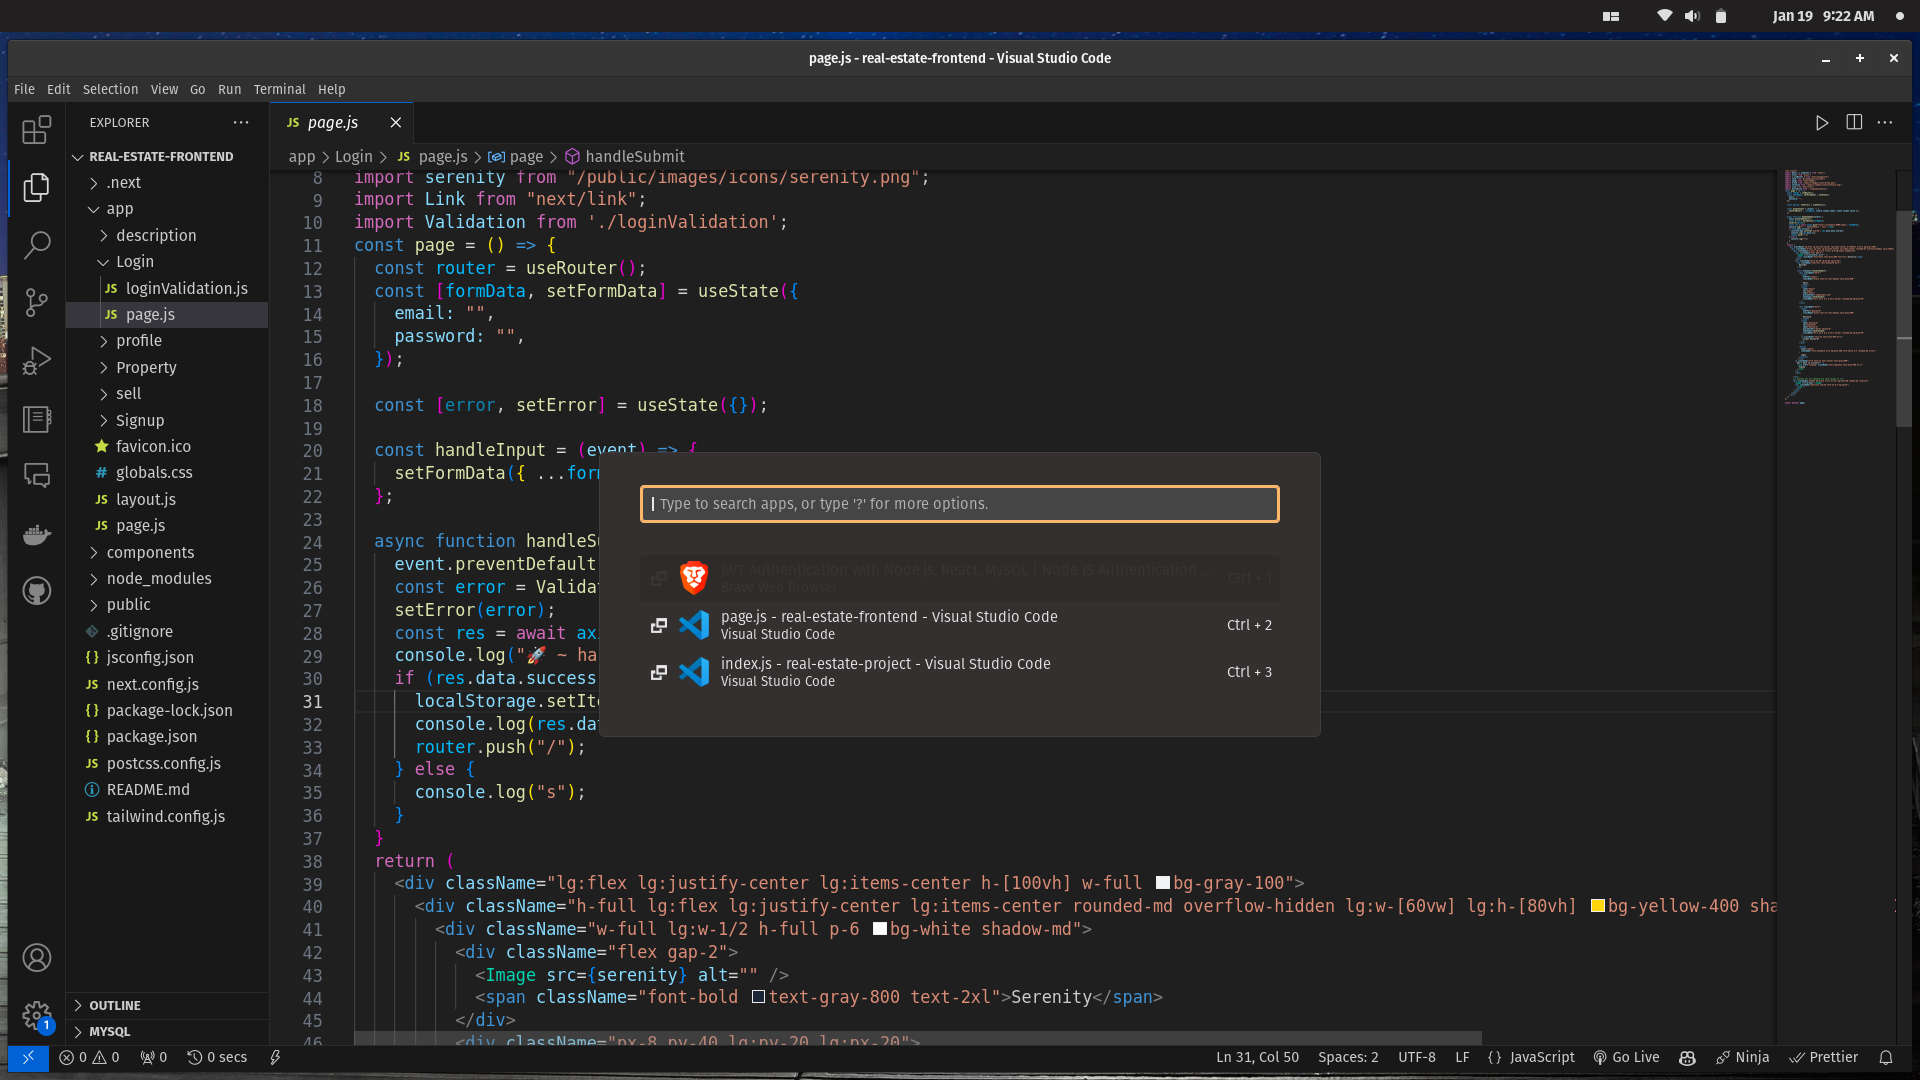 Jan 19 9:22 AM
page.js - real-estate-frontend - Visual Studio Code
File Edit Selection View Go Run Terminal Help
EXPLORER
REAL-ESTATE-FRONTEND
.next
app
description
Login
JS loginValidation.js
JS page.js
profile
Property
sell
Signup
favicon.ico
# globals.css
JS layout.js
JS page.js
components
node_modules
public
.gitignore
{} jsconfig.json
JS next.config.js
{} package-lock.json
{} package.json
JS postcss.config.js
README.md
JS tailwind.config.js
OUTLINE
MYSQL
JS page.js
app > Login > JS page.js > page > handleSubmit
8 import serenity from "/public/images/icons/serenity.png";
9 import Link from "next/link";
10 import Validation from './loginValidation';
11 const page = () => {
12 const router = useRouter();
13 const [formData, setFormData] = useState({
14 email: "",
15 password: "",
16 });
17
18 const [error, setError] = useState({});
19
20 const handleInput = (event) => {
21 setFormData({ ...form
22 };
23
24 async function handleSu
25 event.preventDefault
26 const error = Validat
27 setError(error);
28 const res = await axi
29 console.log("🚀 ~ ha
30 if (res.data.success
31 localStorage.setIte
32 console.log(res.dat
33 router.push("/");
34 } else {
35 console.log("s");
36 }
37 }
38 return (
39 <div className="lg:flex lg:justify-center lg:items-center h-[100vh] w-full bg-gray-100">
40 <div className="h-full lg:flex lg:justify-center lg:items-center rounded-md overflow-hidden lg:w-[60vw] lg:h-[80vh] bg-yellow-400 sha
41 <div className="w-full lg:w-1/2 h-full p-6 bg-white shadow-md">
42 <div className="flex gap-2">
43 <Image src={serenity} alt="" />
44 <span className="font-bold text-gray-800 text-2xl">Serenity</span>
45 </div>
46 <div className="px-8 py-40 lg:py-20 lg:px-20">
Type to search apps, or type '?' for more options.
JWT Authentication with Node.js, React, MySQL | Node JS Authentication ...
Brave Web Browser
Ctrl + 1
page.js - real-estate-frontend - Visual Studio Code
Visual Studio Code
Ctrl + 2
index.js - real-estate-project - Visual Studio Code
Visual Studio Code
Ctrl + 3
1
0 0 0 0 secs
Ln 31, Col 50 Spaces: 2 UTF-8 LF {} JavaScript Go Live Ninja Prettier